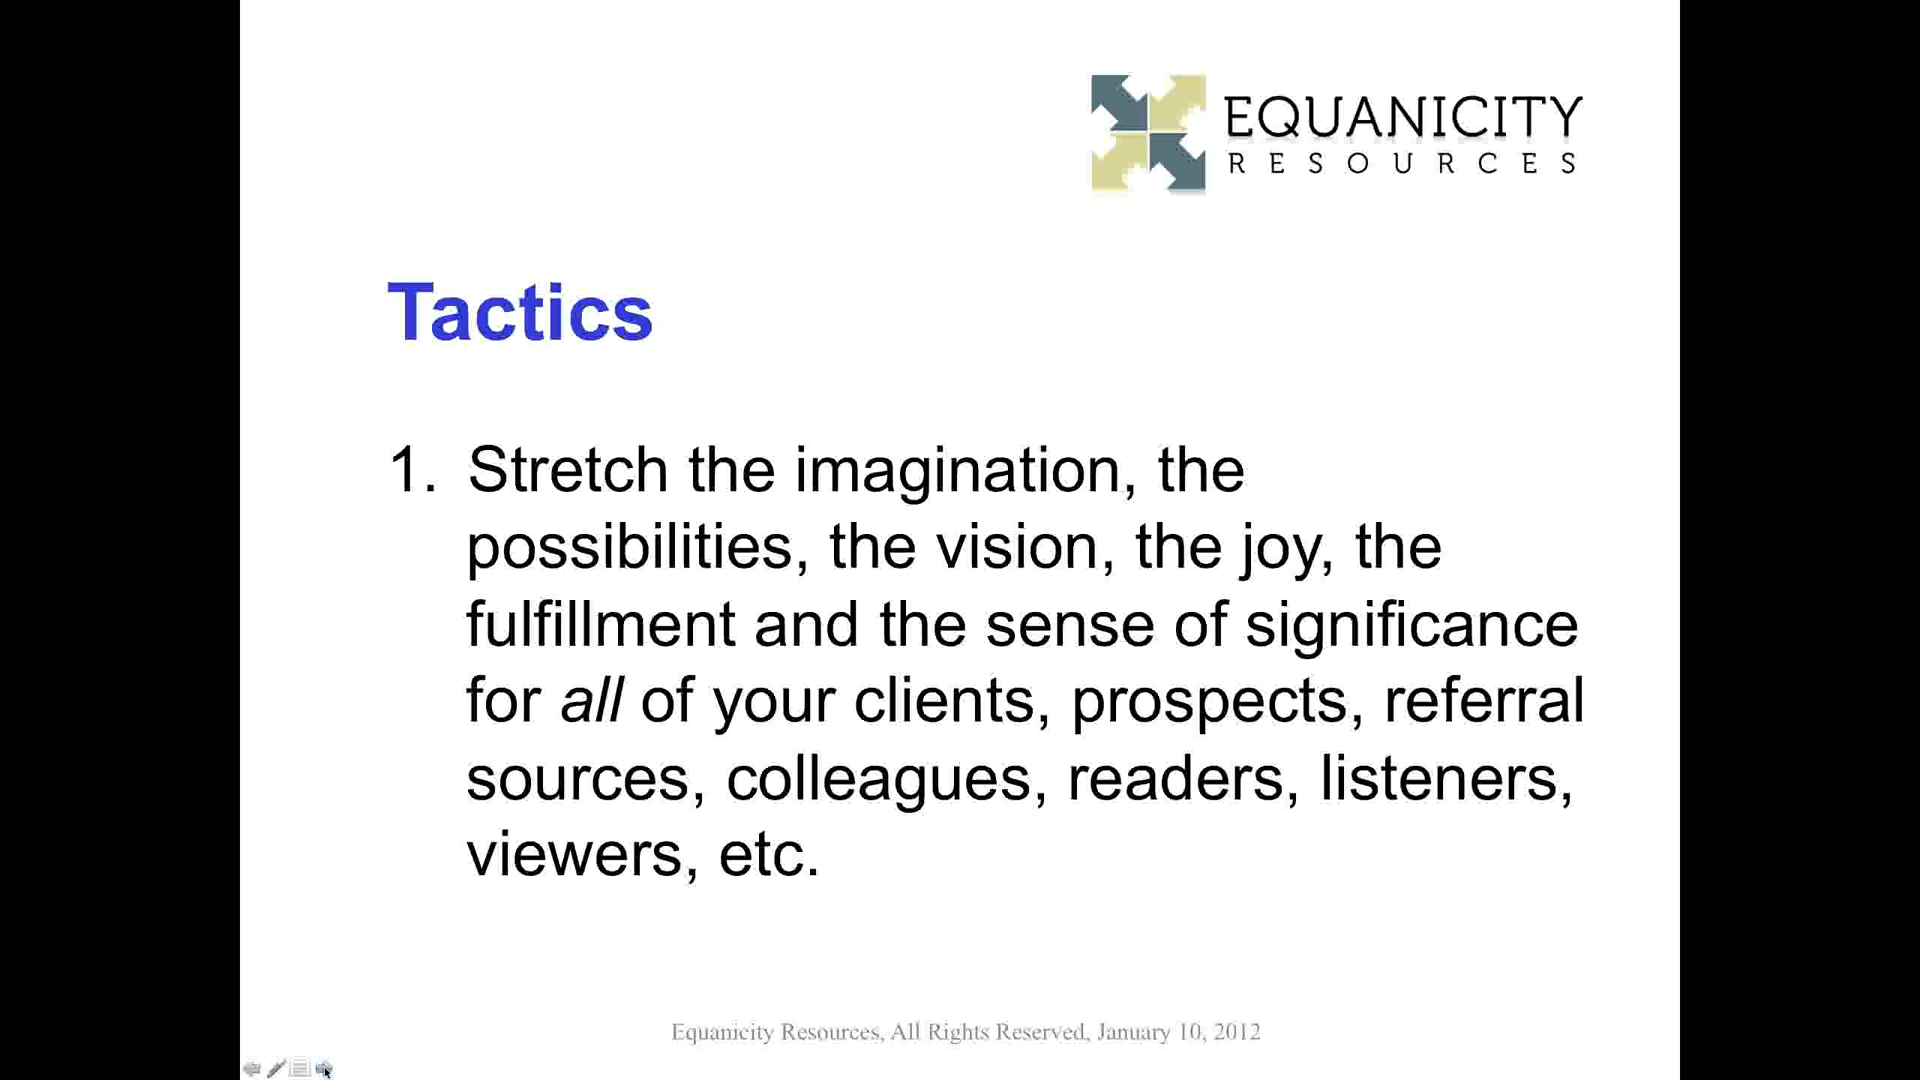 EQUANICITY
RESOURCES
Tactics
1. Stretch the imagination, the
possibilities, the vision, the joy, the
fulfillment and the sense of significance
for all of your clients, prospects, referral
sources, colleagues, readers, listeners,
viewers, etc.
Equanicity Resources, All Rights Reserved, January 10, 2012